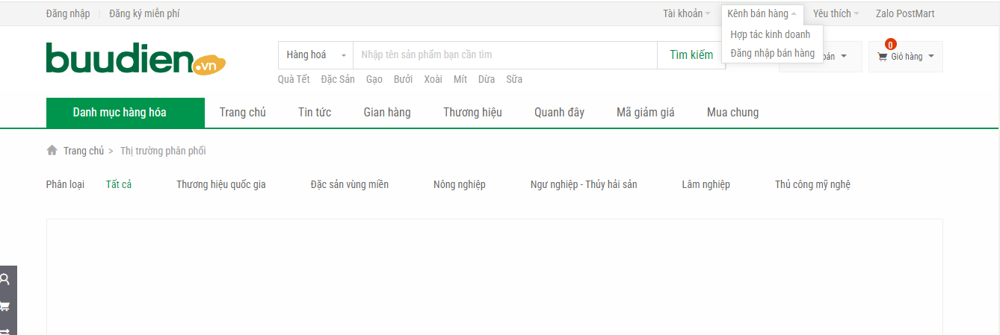 Đăng nhập | Đăng ký miễn phí Tài khoản Kênh bán hàng Yêu thích Zalo PostMart
Hợp tác kinh doanh
Đăng nhập bán hàng
buudien.vn
Hàng hoá Nhập tên sản phẩm bạn cần tìm Tìm kiếm
0
Giỏ hàng
Quà Tết Đặc Sản Gạo Bưởi Xoài Mít Dừa Sữa
Danh mục hàng hóa Trang chủ Tin tức Gian hàng Thương hiệu Quanh đây Mã giảm giá Mua chung
Trang chủ > Thị trường phân phối
Phân loại Tất cả Thương hiệu quốc gia Đặc sản vùng miền Nông nghiệp Ngư nghiệp - Thủy hải sản Lâm nghiệp Thủ công mỹ nghệ